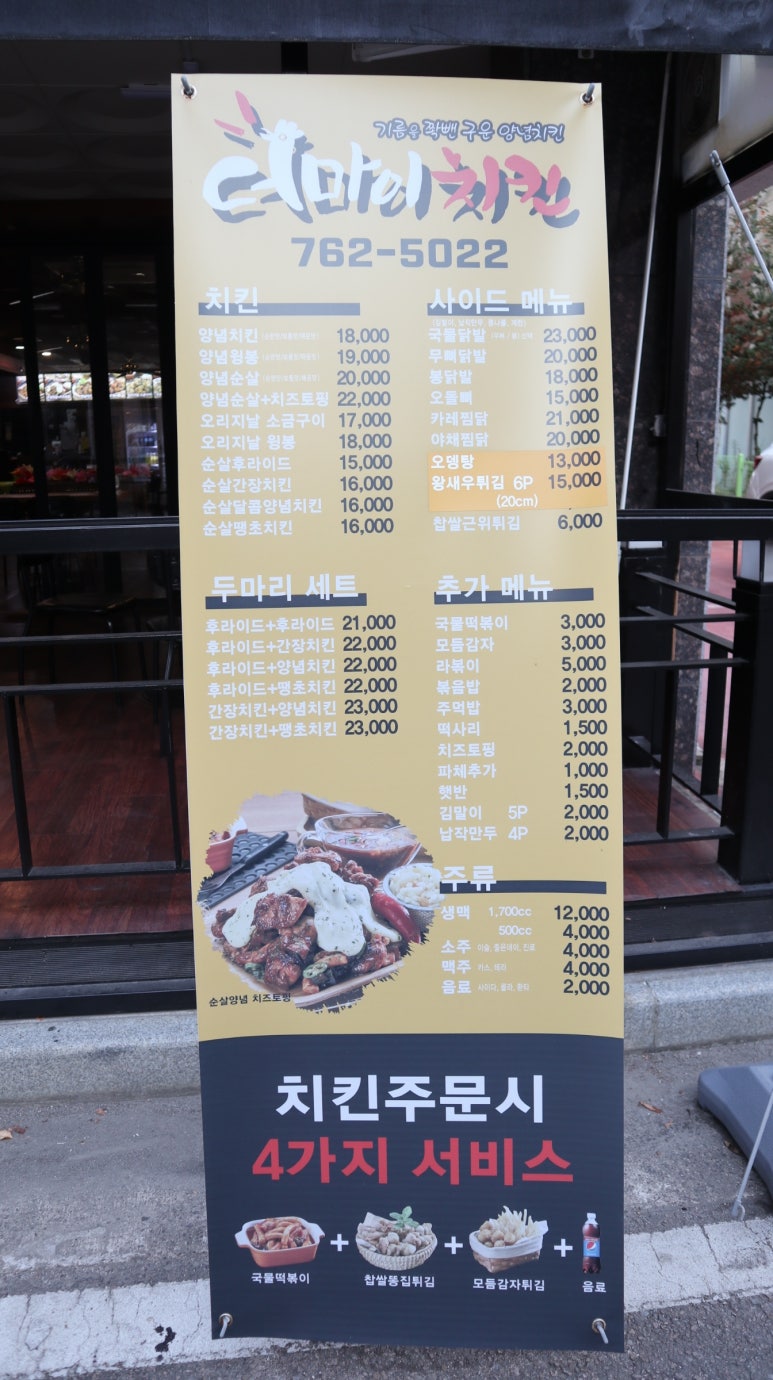 기름을 쫙뺀 구운 양념치킨
더마이치킨
762-5022
치킨
양념치킨 18,000
양념윙봉 19,000
양념순살 20,000
양념순살+치즈토핑 22,000
오리지날 소금구이 17,000
오리지날 윙봉 18,000
순살후라이드 15,000
순살간장치킨 16,000
순살달콤양념치킨 16,000
순살땡초치킨 16,000
두마리 세트
후라이드+후라이드 21,000
후라이드+간장치킨 22,000
후라이드+양념치킨 22,000
후라이드+땡초치킨 22,000
간장치킨+양념치킨 23,000
간장치킨+땡초치킨 23,000
순살양념 치즈토핑
사이드 메뉴
국물닭발 23,000
무뼈닭발 20,000
봉닭발 18,000
오돌뼈 15,000
카레찜닭 21,000
야채찜닭 20,000
오뎅탕 13,000
왕새우튀김 6P 15,000
(20cm)
찹쌀근위튀김 6,000
추가 메뉴
국물떡볶이 3,000
모듬감자 3,000
라볶이 5,000
볶음밥 2,000
주먹밥 3,000
떡사리 1,500
치즈토핑 2,000
파채추가 1,000
햇반 1,500
김말이 5P 2,000
납작만두 4P 2,000
주류
생맥 1,700cc 12,000
500cc 4,000
소주 이슬, 좋은데이, 진로 4,000
맥주 카스, 테라 4,000
음료 사이다, 콜라, 환타 2,000
치킨주문시
4가지 서비스
+ + +
국물떡볶이 찹쌀똥집튀김 모듬감자튀김 음료